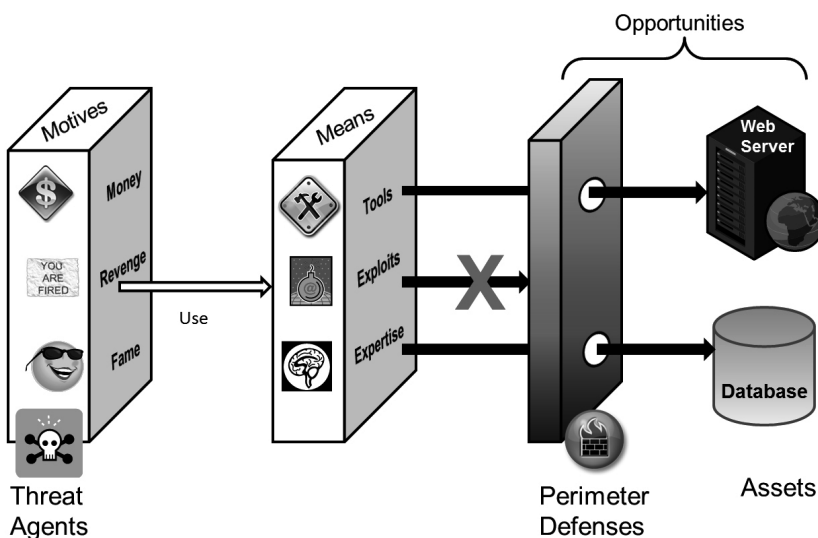 Opportunities
Motives
Money
YOU
ARE
FIRED
Revenge
Fame
Threat
Agents
Use
Means
Tools
@
Exploits
X
Expertise
Perimeter
Defenses
Web
Server
Database
Assets
$